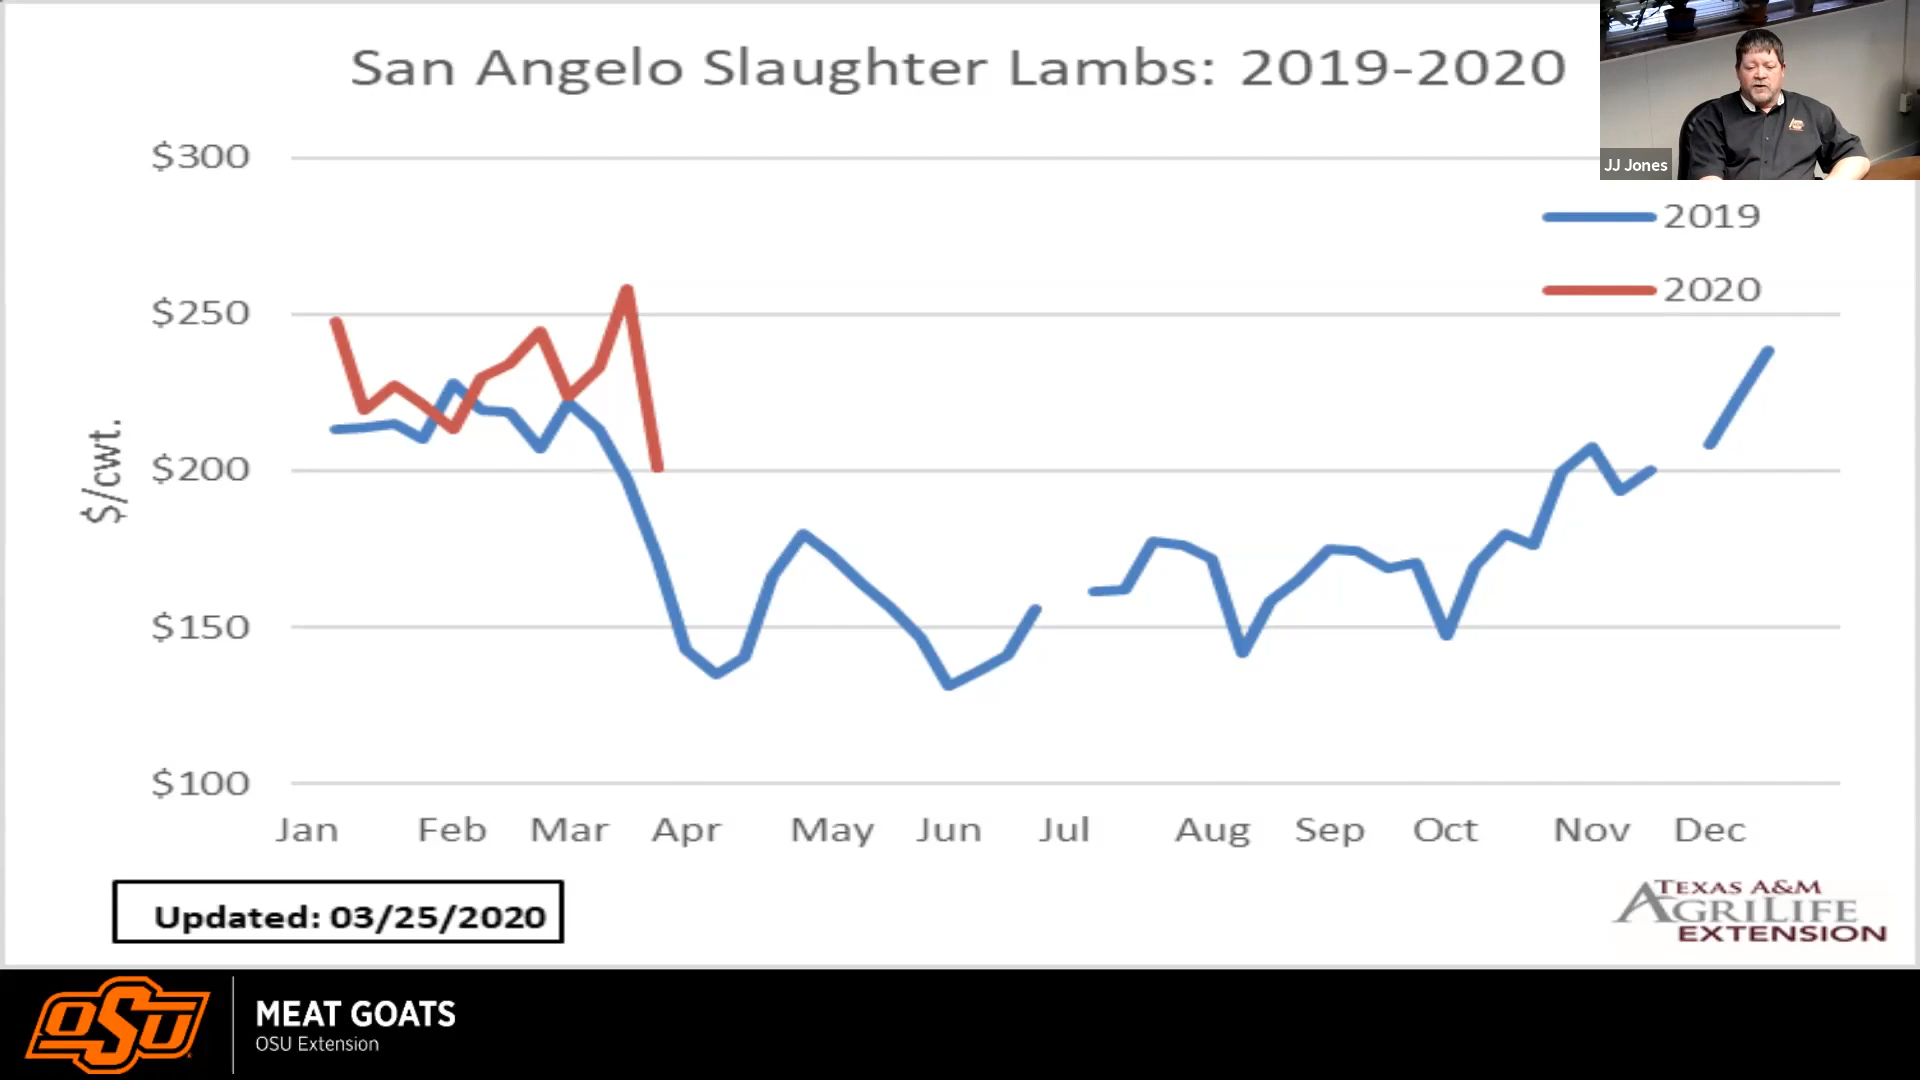 San Angelo Slaughter Lambs: 2019-2020
JJ Jones
$300
2019
2020
$250
$200
$150
$100
$/cwt.
Jan Feb Mar Apr May Jun Jul Aug Sep Oct Nov Dec
Updated: 03/25/2020
TEXAS A&M
AGRILIFE
EXTENSION
OSU
MEAT GOATS
OSU Extension